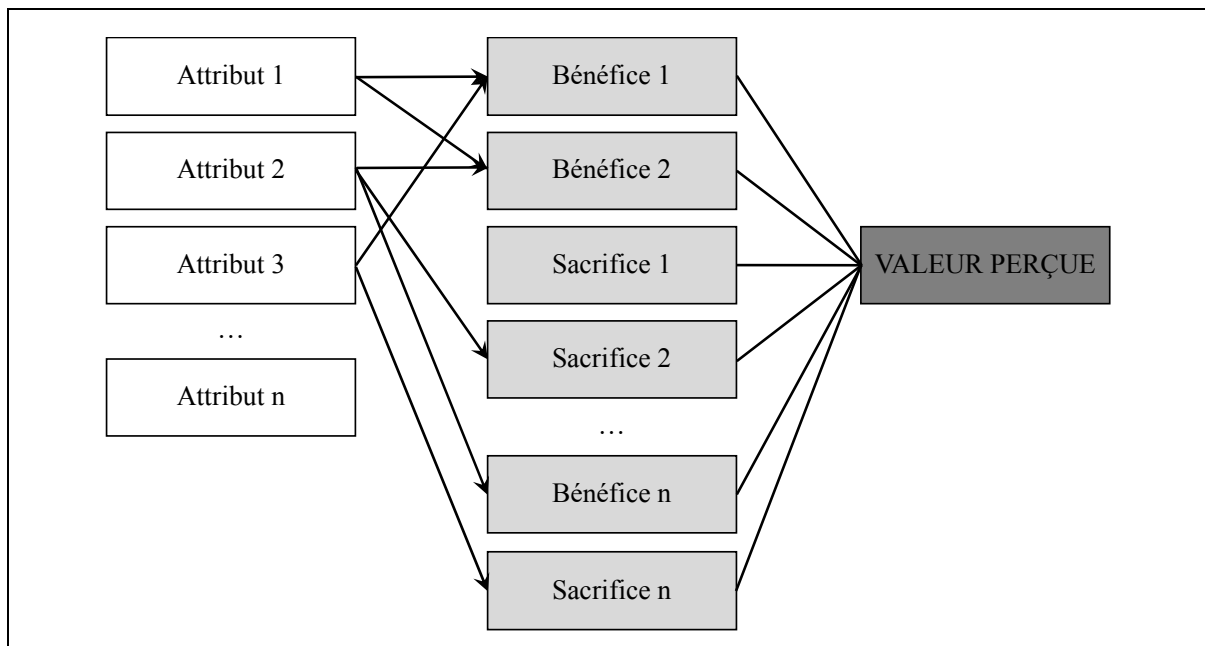 Attribut 1
Attribut 2
Attribut 3
…
Attribut n
Bénéfice 1
Bénéfice 2
Sacrifice 1
Sacrifice 2
…
Bénéfice n
Sacrifice n
VALEUR PERÇUE